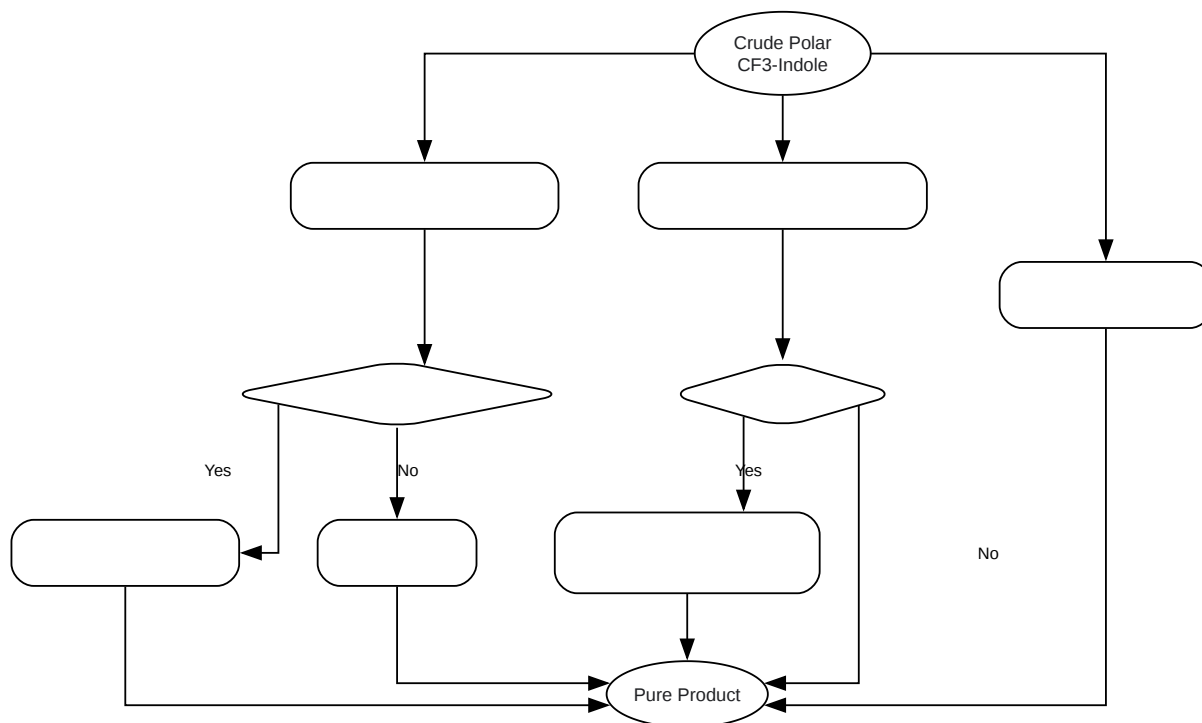 Crude Polar
CF3-Indole
Yes
No
Yes
No
Pure Product